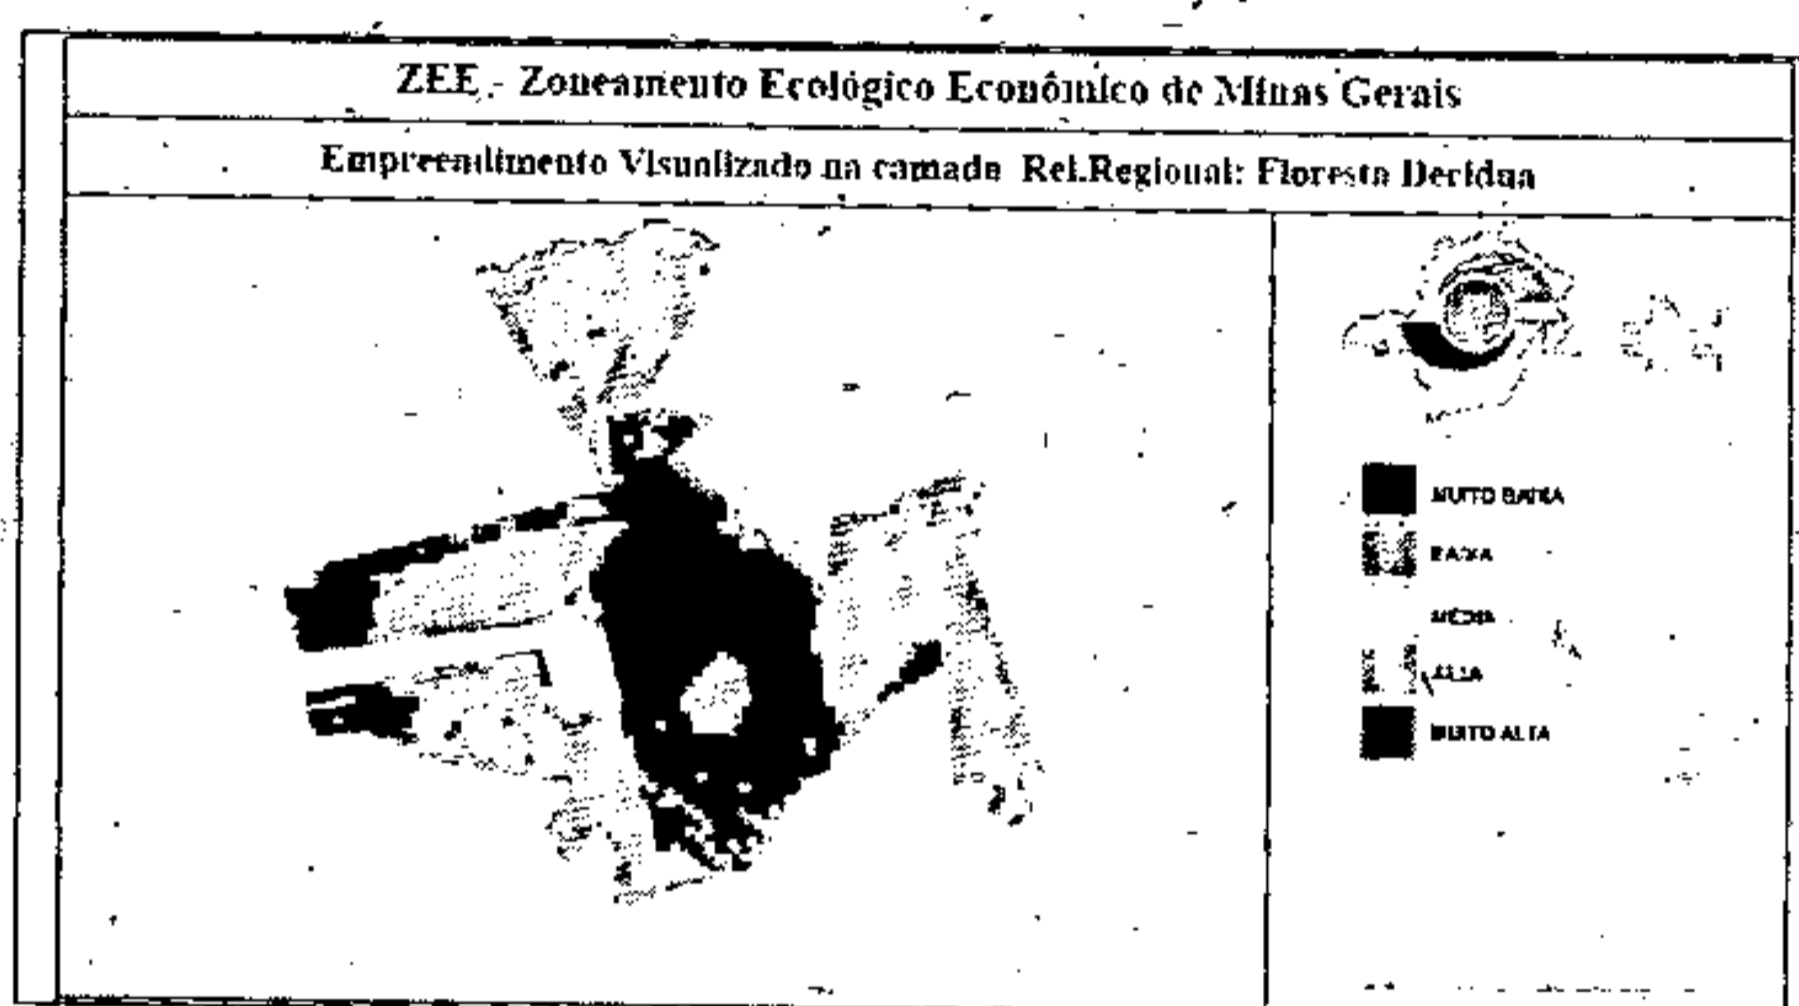 ZEE - Zoneamento Ecológico Econômico de Minas Gerais
Empreendimento Visualizado na camada Rel.Regional: Floresta Decídua
MUITO BAIXA
BAIXA
MÉDIA
ALTA
MUITO ALTA